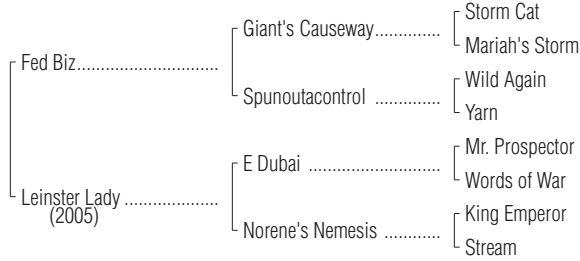 Storm Cat
Giant's Causeway..............
Mariah's Storm
Fed Biz..............................
Wild Again
Spunoutacontrol ..............
Yarn
Mr. Prospector
E Dubai ............................
Words of War
Leinster Lady ....................
(2005)
King Emperor
Norene's Nemesis ............
Stream